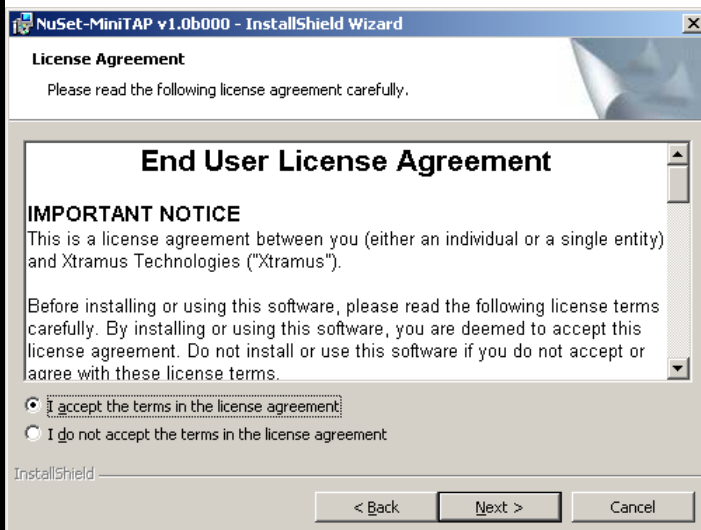 NuSet-MiniTAP v1.0b000 - InstallShield Wizard
License Agreement
Please read the following license agreement carefully.
End User License Agreement
IMPORTANT NOTICE
This is a license agreement between you (either an individual or a single entity)
and Xtramus Technologies ("Xtramus").
Before installing or using this software, please read the following license terms
carefully. By installing or using this software, you are deemed to accept this
license agreement. Do not install or use this software if you do not accept or
agree with these license terms.
I accept the terms in the license agreement
I do not accept the terms in the license agreement
InstallShield
< Back Next > Cancel